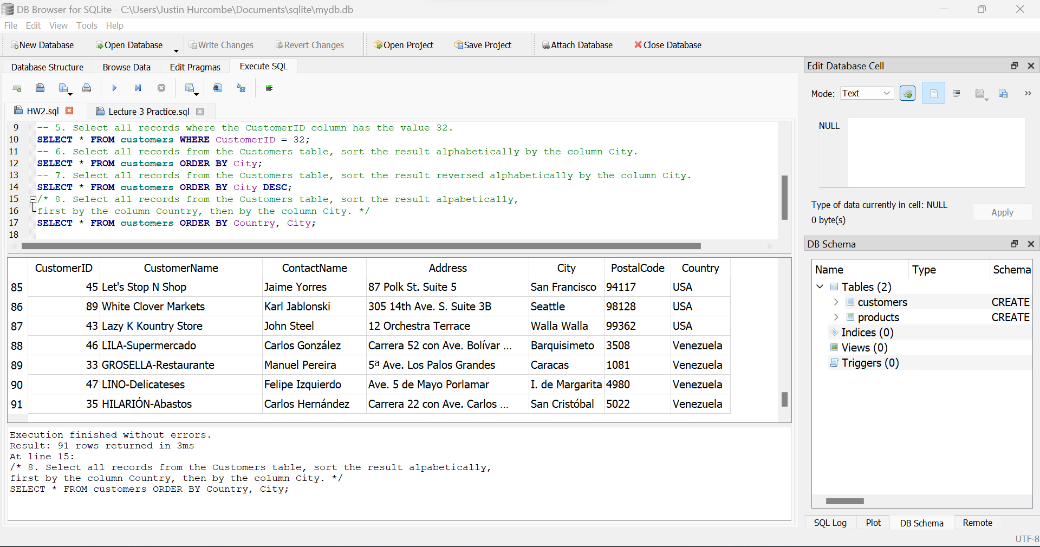 DB Browser for SQLite - C:\Users\Justin Hurcombe\Documents\sqlite\mydb.db
File Edit View Tools Help
New Database Open Database Write Changes Revert Changes Open Project Save Project Attach Database Close Database
Database Structure Browse Data Edit Pragmas Execute SQL
HW2.sql Lecture 3 Practice.sql
9 -- 5. Select all records where the CustomerID column has the value 32.
10 SELECT * FROM customers WHERE CustomerID = 32;
11 -- 6. Select all records from the Customers table, sort the result alphabetically by the column City.
12 SELECT * FROM customers ORDER BY City;
13 -- 7. Select all records from the Customers table, sort the result reversed alphabetically by the column City.
14 SELECT * FROM customers ORDER BY City DESC;
15 /* 8. Select all records from the Customers table, sort the result alpabetically,
16 first by the column Country, then by the column City. */
17 SELECT * FROM customers ORDER BY Country, City;
18
CustomerID CustomerName ContactName Address City PostalCode Country
85 45 Let's Stop N Shop Jaime Yorres 87 Polk St. Suite 5 San Francisco 94117 USA
86 89 White Clover Markets Karl Jablonski 305 14th Ave. S. Suite 3B Seattle 98128 USA
87 43 Lazy K Kountry Store John Steel 12 Orchestra Terrace Walla Walla 99362 USA
88 46 LILA-Supermercado Carlos González Carrera 52 con Ave. Bolívar ... Barquisimeto 3508 Venezuela
89 33 GROSELLA-Restaurante Manuel Pereira 5ª Ave. Los Palos Grandes Caracas 1081 Venezuela
90 47 LINO-Delicateses Felipe Izquierdo Ave. 5 de Mayo Porlamar I. de Margarita 4980 Venezuela
91 35 HILARIÓN-Abastos Carlos Hernández Carrera 22 con Ave. Carlos ... San Cristóbal 5022 Venezuela
Execution finished without errors.
Result: 91 rows returned in 3ms
At line 15:
/* 8. Select all records from the Customers table, sort the result alpabetically,
first by the column Country, then by the column City. */
SELECT * FROM customers ORDER BY Country, City;
Edit Database Cell
Mode: Text
NULL
Type of data currently in cell: NULL
0 byte(s)
Apply
DB Schema
Name Type Schema
Tables (2)
customers CREATE
products CREATE
Indices (0)
Views (0)
Triggers (0)
SQL Log Plot DB Schema Remote
UTF-8